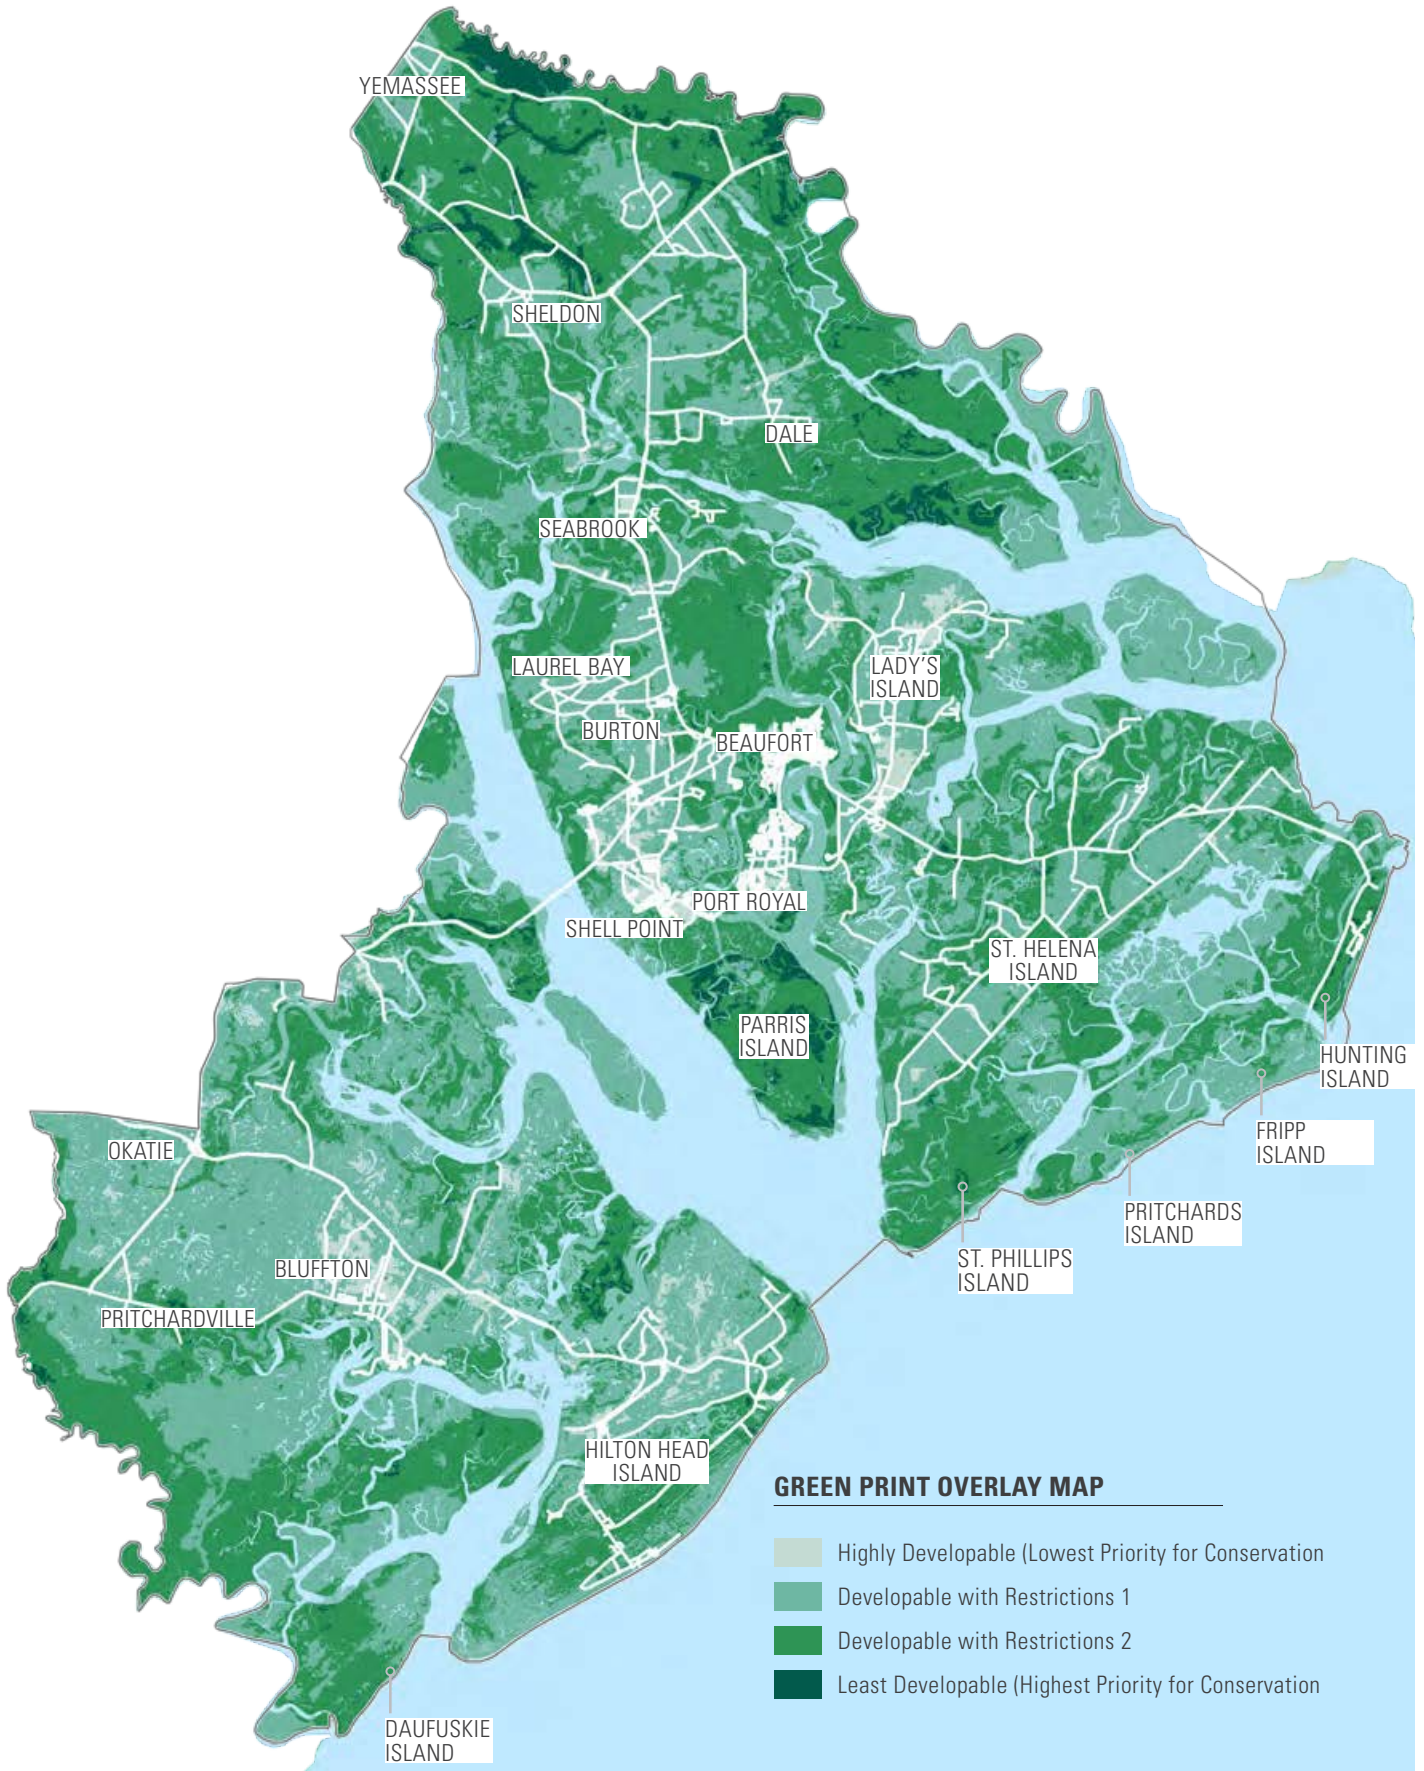 YEMASSEE
SHELDON
DALE
SEABROOK
LAUREL BAY
LADY'S
ISLAND
BURTON
BEAUFORT
PORT ROYAL
SHELL POINT
ST. HELENA
ISLAND
PARRIS
ISLAND
HUNTING
ISLAND
FRIPP
ISLAND
OKATIE
PRITCHARDS
ISLAND
ST. PHILLIPS
ISLAND
BLUFFTON
PRITCHARDVILLE
HILTON HEAD
ISLAND
DAUFUSKIE
ISLAND
GREEN PRINT OVERLAY MAP
Highly Developable (Lowest Priority for Conservation
Developable with Restrictions 1
Developable with Restrictions 2
Least Developable (Highest Priority for Conservation